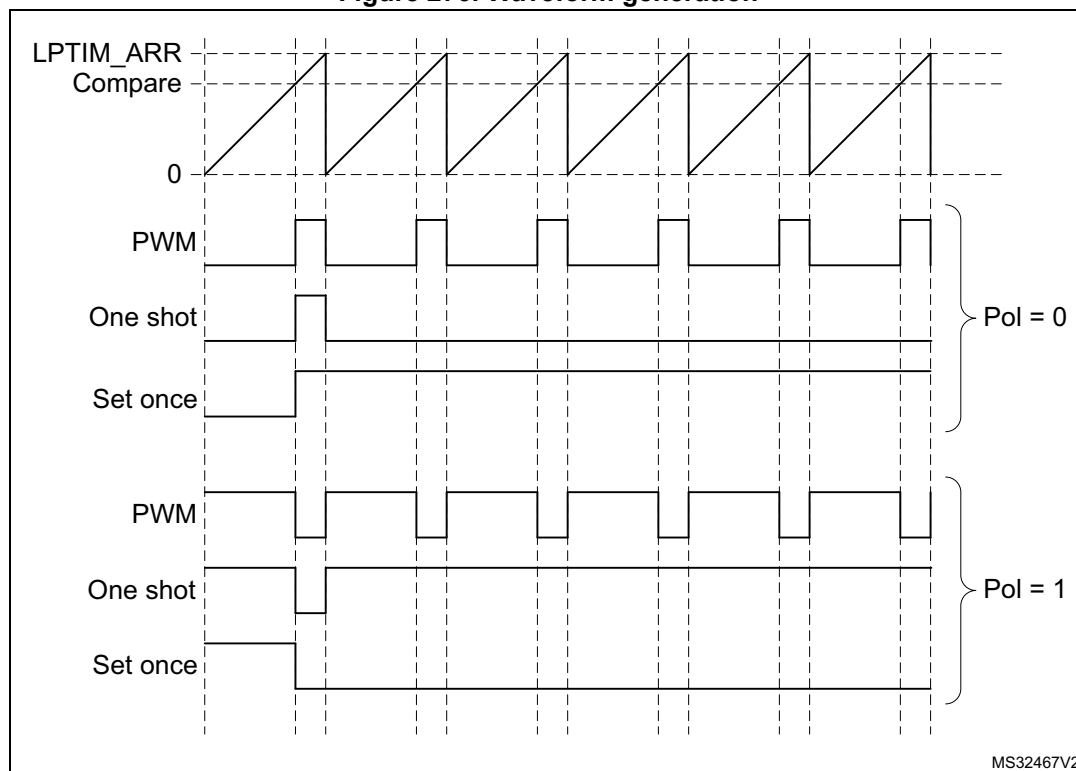 LPTIM_ARR
Compare
0
PWM
One shot
Pol = 0
Set once
PWM
One shot
Pol = 1
Set once
MS32467V2